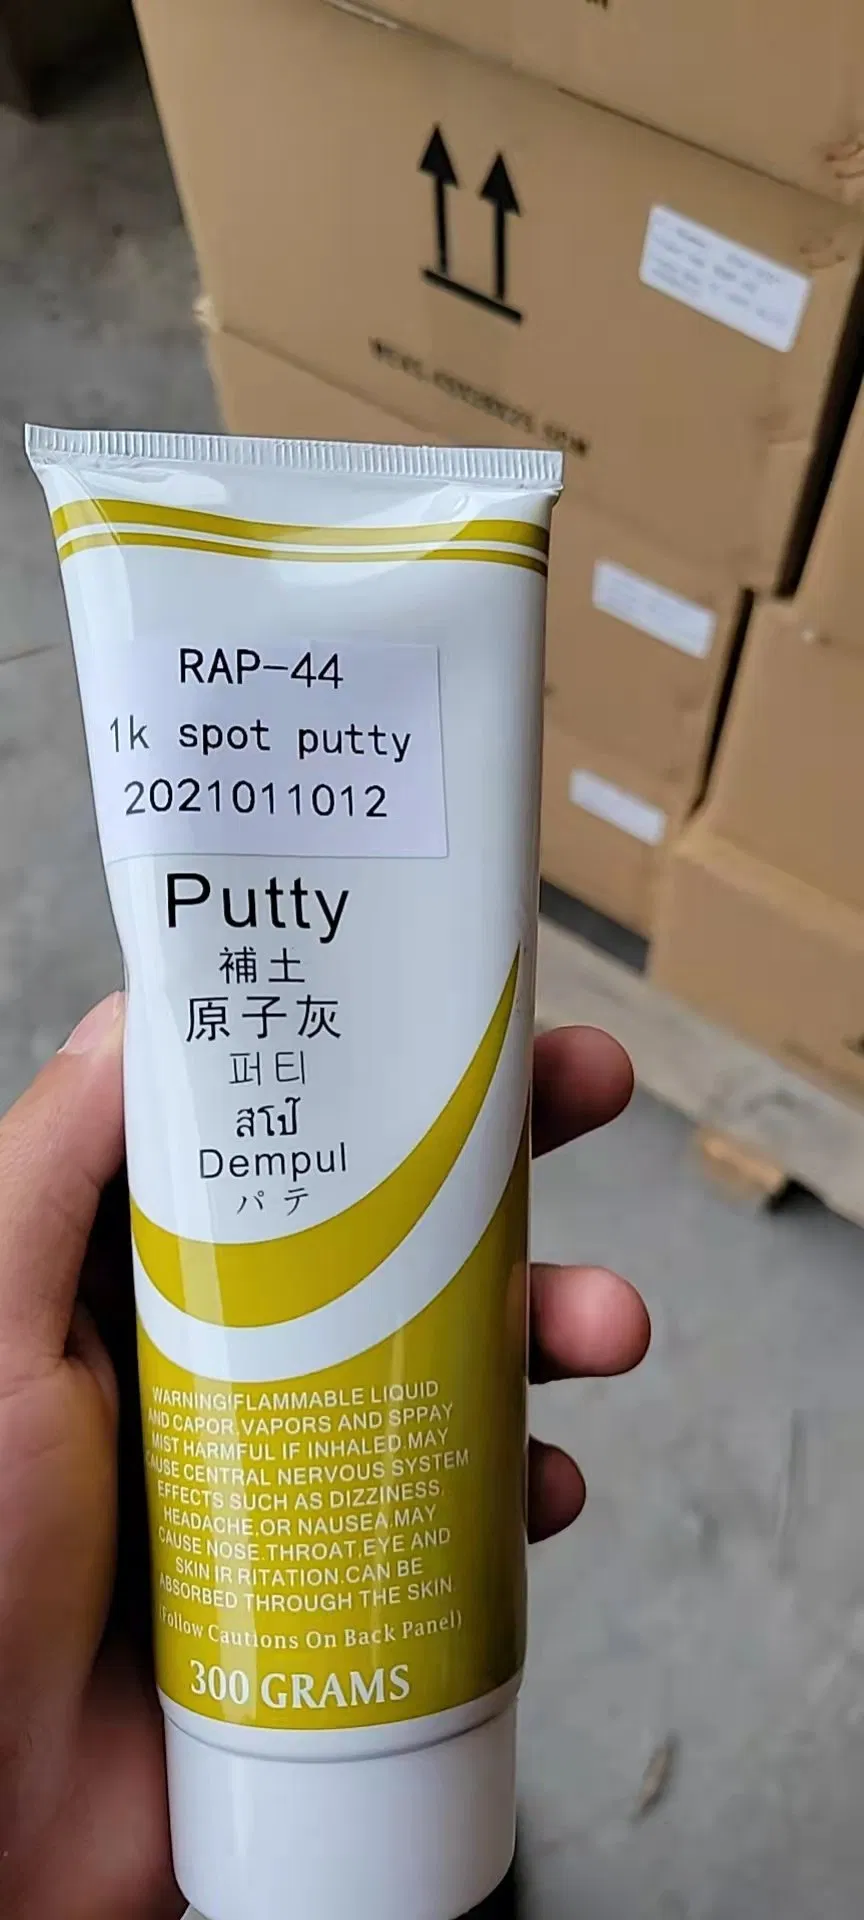 RAP-44
1k spot putty
2021011012
Putty
補土
原子灰
퍼티
สีโป๊
Dempul
パテ
WARNING!FLAMMABLE LIQUID
AND CAPOR.VAPORS AND SPPAY
MIST HARMFUL IF INHALED.MAY
CAUSE CENTRAL NERVOUS SYSTEM
EFFECTS SUCH AS DIZZINESS,
HEADACHE,OR NAUSEA.MAY
CAUSE NOSE.THROAT,EYE AND
SKIN IR RITATION.CAN BE
ABSORBED THROUGH THE SKIN.
(Follow Cautions On Back Panel)
300 GRAMS